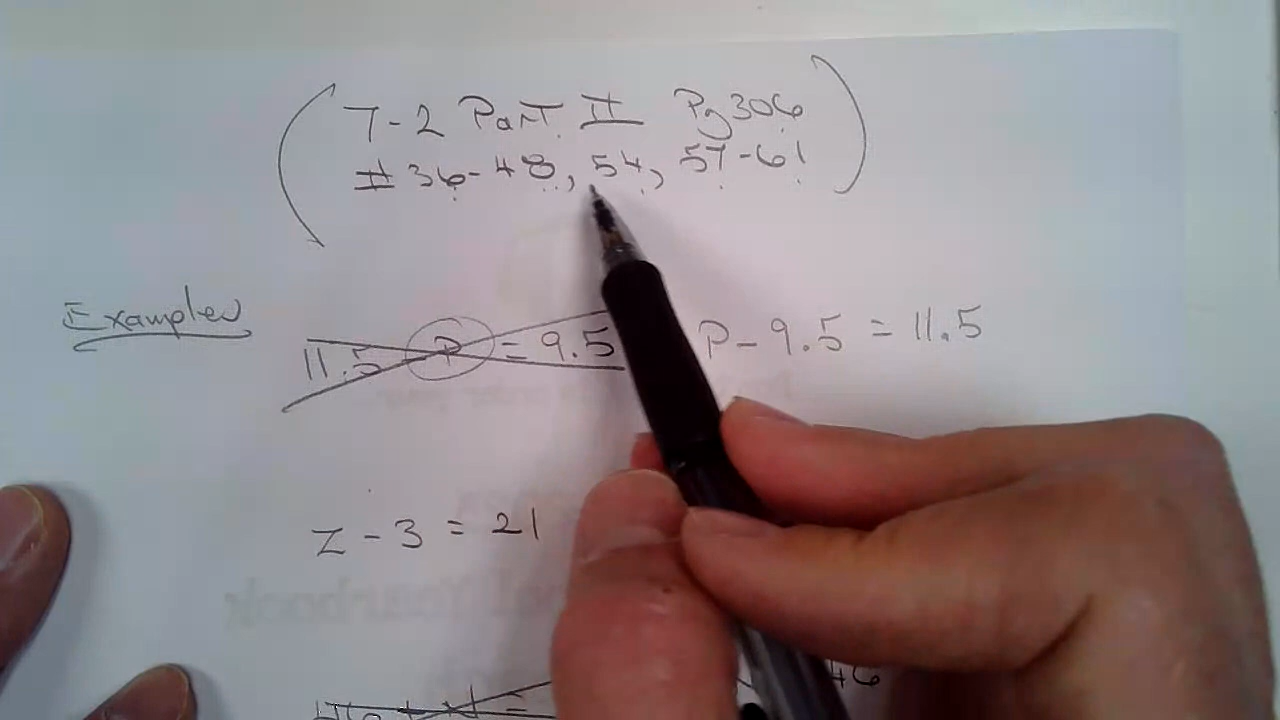 (7-2 Part II Pg 306
# 36-48, 54, 57-61)
Examples
11.5 - P = 9.5 P - 9.5 = 11.5
z - 3 = 21
46